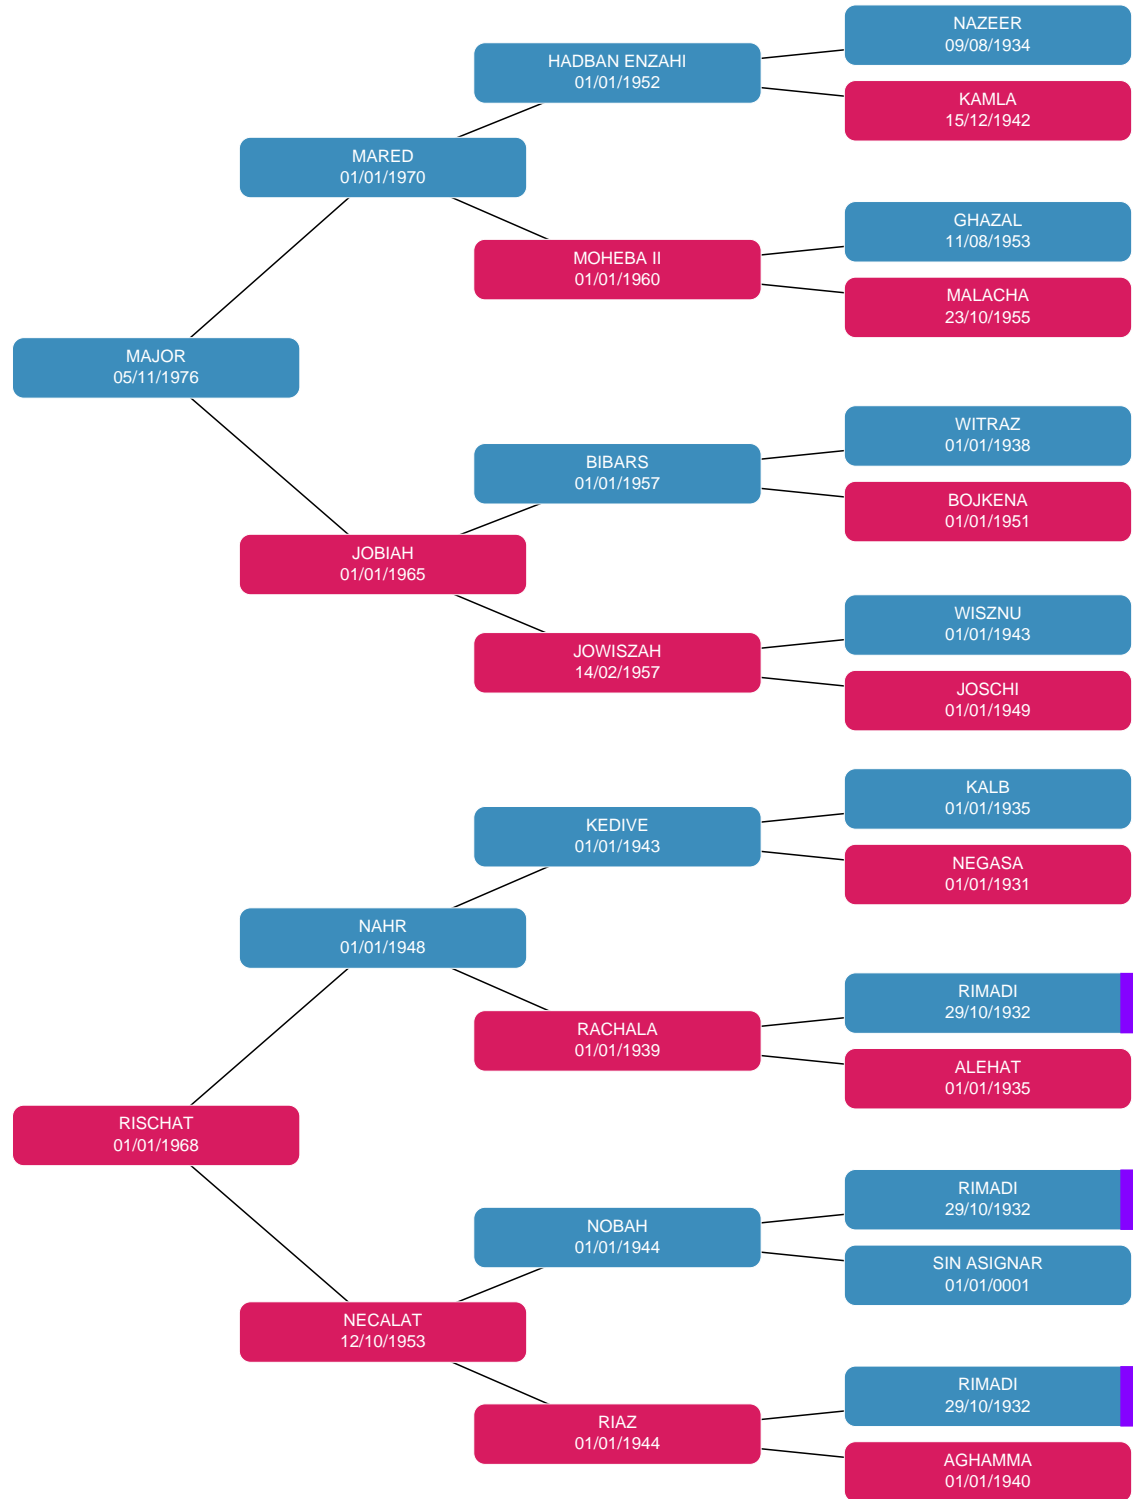 NAZEER
09/08/1934
HADBAN ENZAHI
01/01/1952
KAMLA
15/12/1942
MARED
01/01/1970
GHAZAL
11/08/1953
MOHEBA II
01/01/1960
MALACHA
23/10/1955
MAJOR
05/11/1976
WITRAZ
01/01/1938
BIBARS
01/01/1957
BOJKENA
01/01/1951
JOBIAH
01/01/1965
WISZNU
01/01/1943
JOWISZAH
14/02/1957
JOSCHI
01/01/1949
KALB
01/01/1935
KEDIVE
01/01/1943
NEGASA
01/01/1931
NAHR
01/01/1948
RIMADI
29/10/1932
RACHALA
01/01/1939
ALEHAT
01/01/1935
RISCHAT
01/01/1968
RIMADI
29/10/1932
NOBAH
01/01/1944
SIN ASIGNAR
01/01/0001
NECALAT
12/10/1953
RIMADI
29/10/1932
RIAZ
01/01/1944
AGHAMMA
01/01/1940